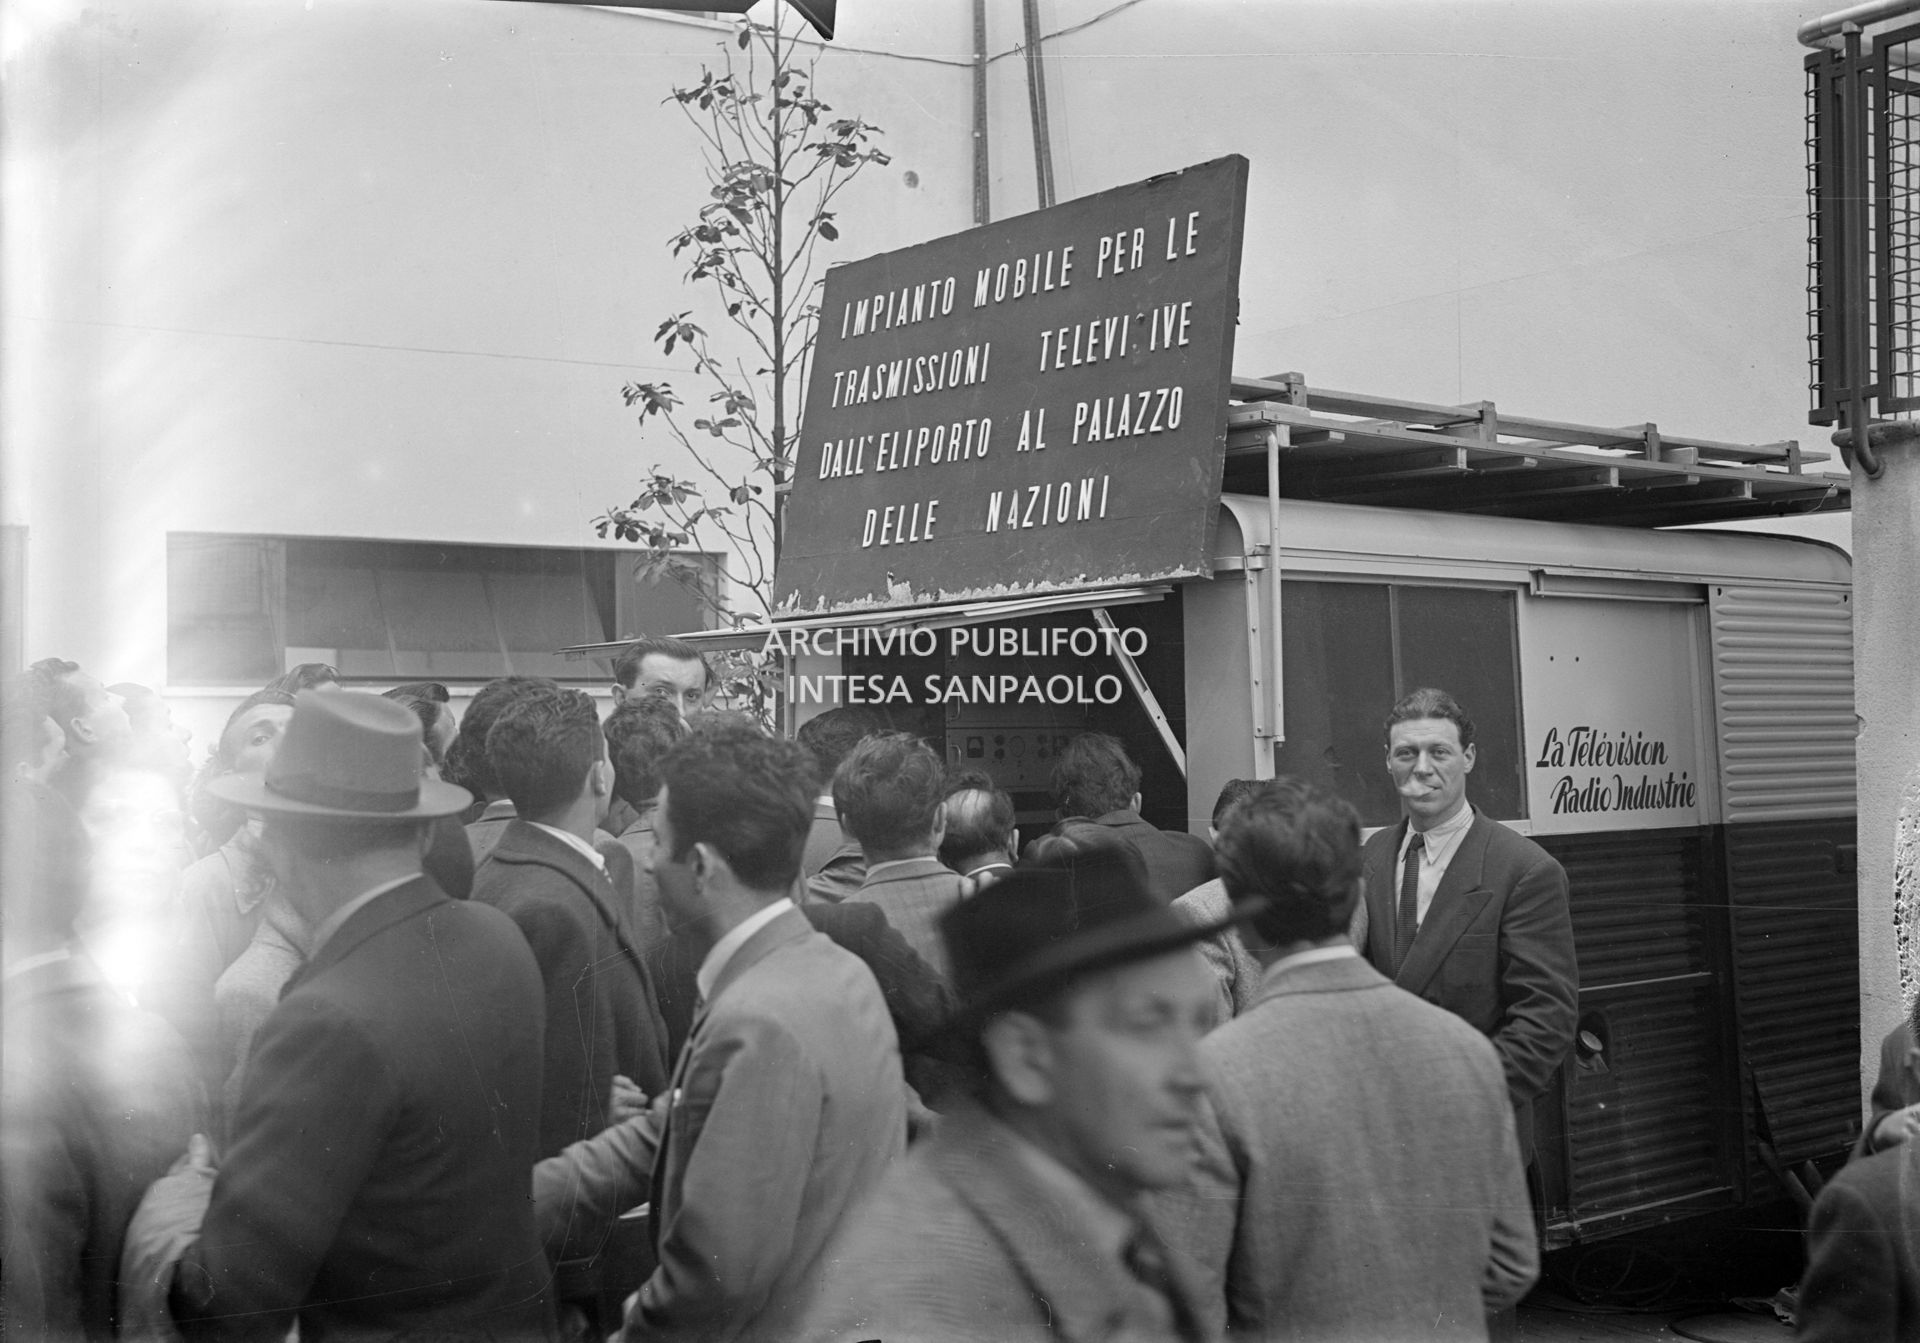 IMPIANTO MOBILE PER LE
TRASMISSIONI TELEVI IVE
DALL'ELIPORTO AL PALAZZO
DELLE NAZIONI
ARCHIVIO PUBLIFOTO
INTESA SANPAOLO
La Télévision
Radio Industrie